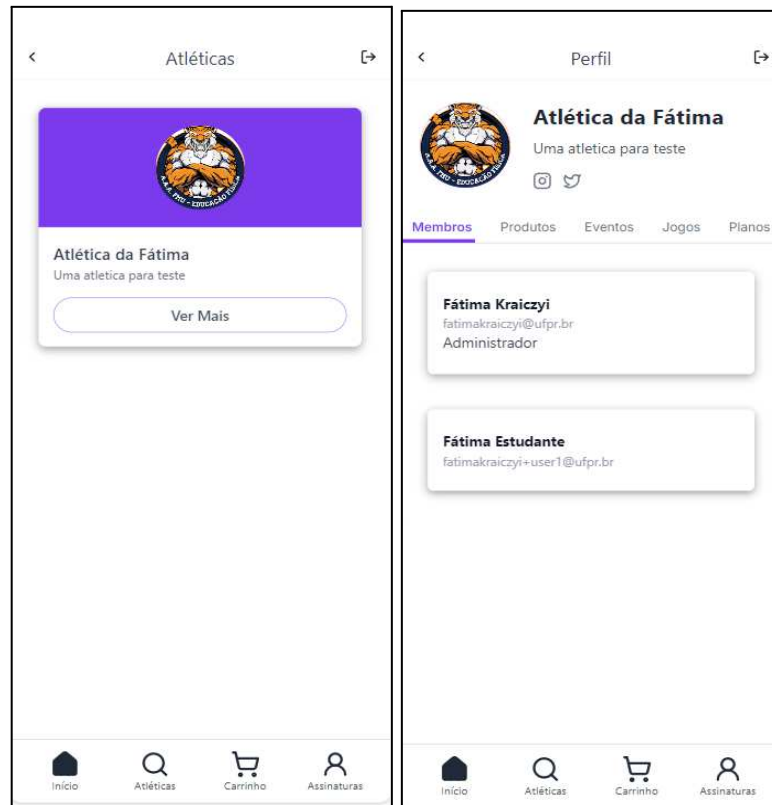 Atléticas
Atlética da Fátima
Uma atletica para teste
Ver Mais
Início
Atléticas
Carrinho
Assinaturas
Perfil
Atlética da Fátima
Uma atletica para teste
Membros Produtos Eventos Jogos Planos
Fátima Kraiczyi
fatimakraiczyi@ufpr.br
Administrador
Fátima Estudante
fatimakraiczyi+user1@ufpr.br
Início
Atléticas
Carrinho
Assinaturas